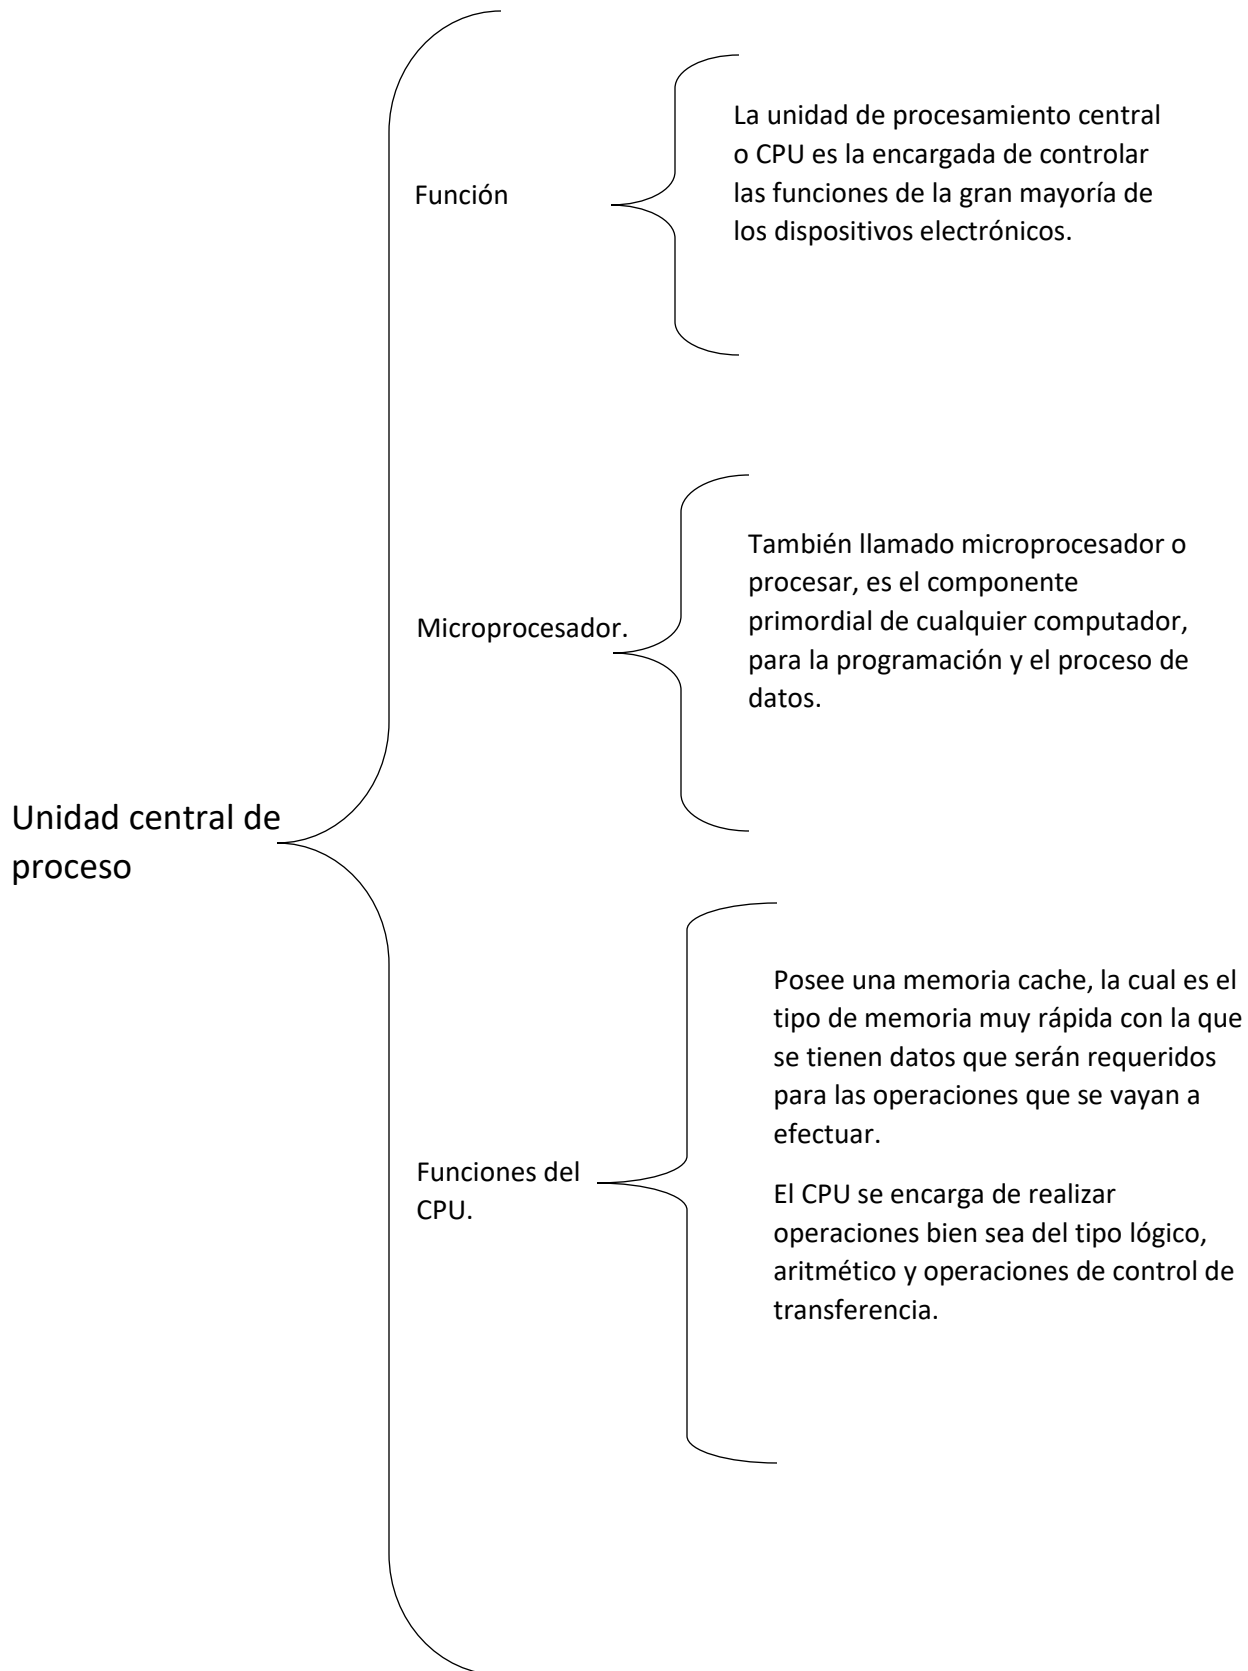 Función
La unidad de procesamiento central
o CPU es la encargada de controlar
las funciones de la gran mayoría de
los dispositivos electrónicos.
Microprocesador.
También llamado microprocesador o
procesar, es el componente
primordial de cualquier computador,
para la programación y el proceso de
datos.
Unidad central de
proceso
Funciones del
CPU.
Posee una memoria cache, la cual es el
tipo de memoria muy rápida con la que
se tienen datos que serán requeridos
para las operaciones que se vayan a
efectuar.
El CPU se encarga de realizar
operaciones bien sea del tipo lógico,
aritmético y operaciones de control de
transferencia.